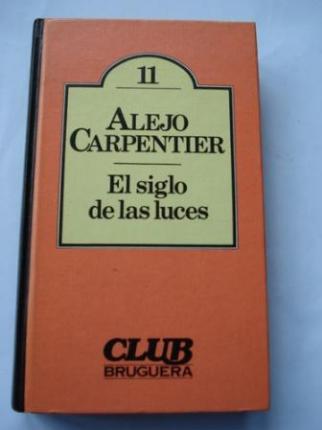 11
ALEJO
CARPENTIER
El siglo
de las luces
CLUB
BRUGUERA